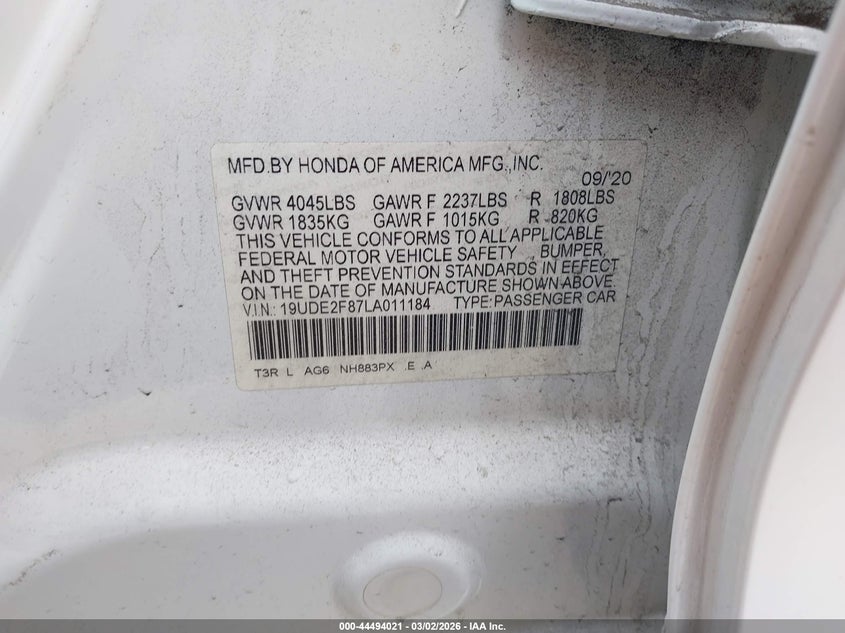 MFD.BY HONDA OF AMERICA MFG.,INC.
09/'20
GVWR 4045LBS GAWR F 2237LBS R 1808LBS
GVWR 1835KG GAWR F 1015KG R 820KG
THIS VEHICLE CONFORMS TO ALL APPLICABLE
FEDERAL MOTOR VEHICLE SAFETY , BUMPER,
AND THEFT PREVENTION STANDARDS IN EFFECT
ON THE DATE OF MANUFACTURE SHOWN ABOVE.
V.I.N.: 19UDE2F87LA011184 TYPE:PASSENGER CAR
T3R L AG6 NH883PX .E .A
000-44494021 | 03/02/2026 | IAA Inc.